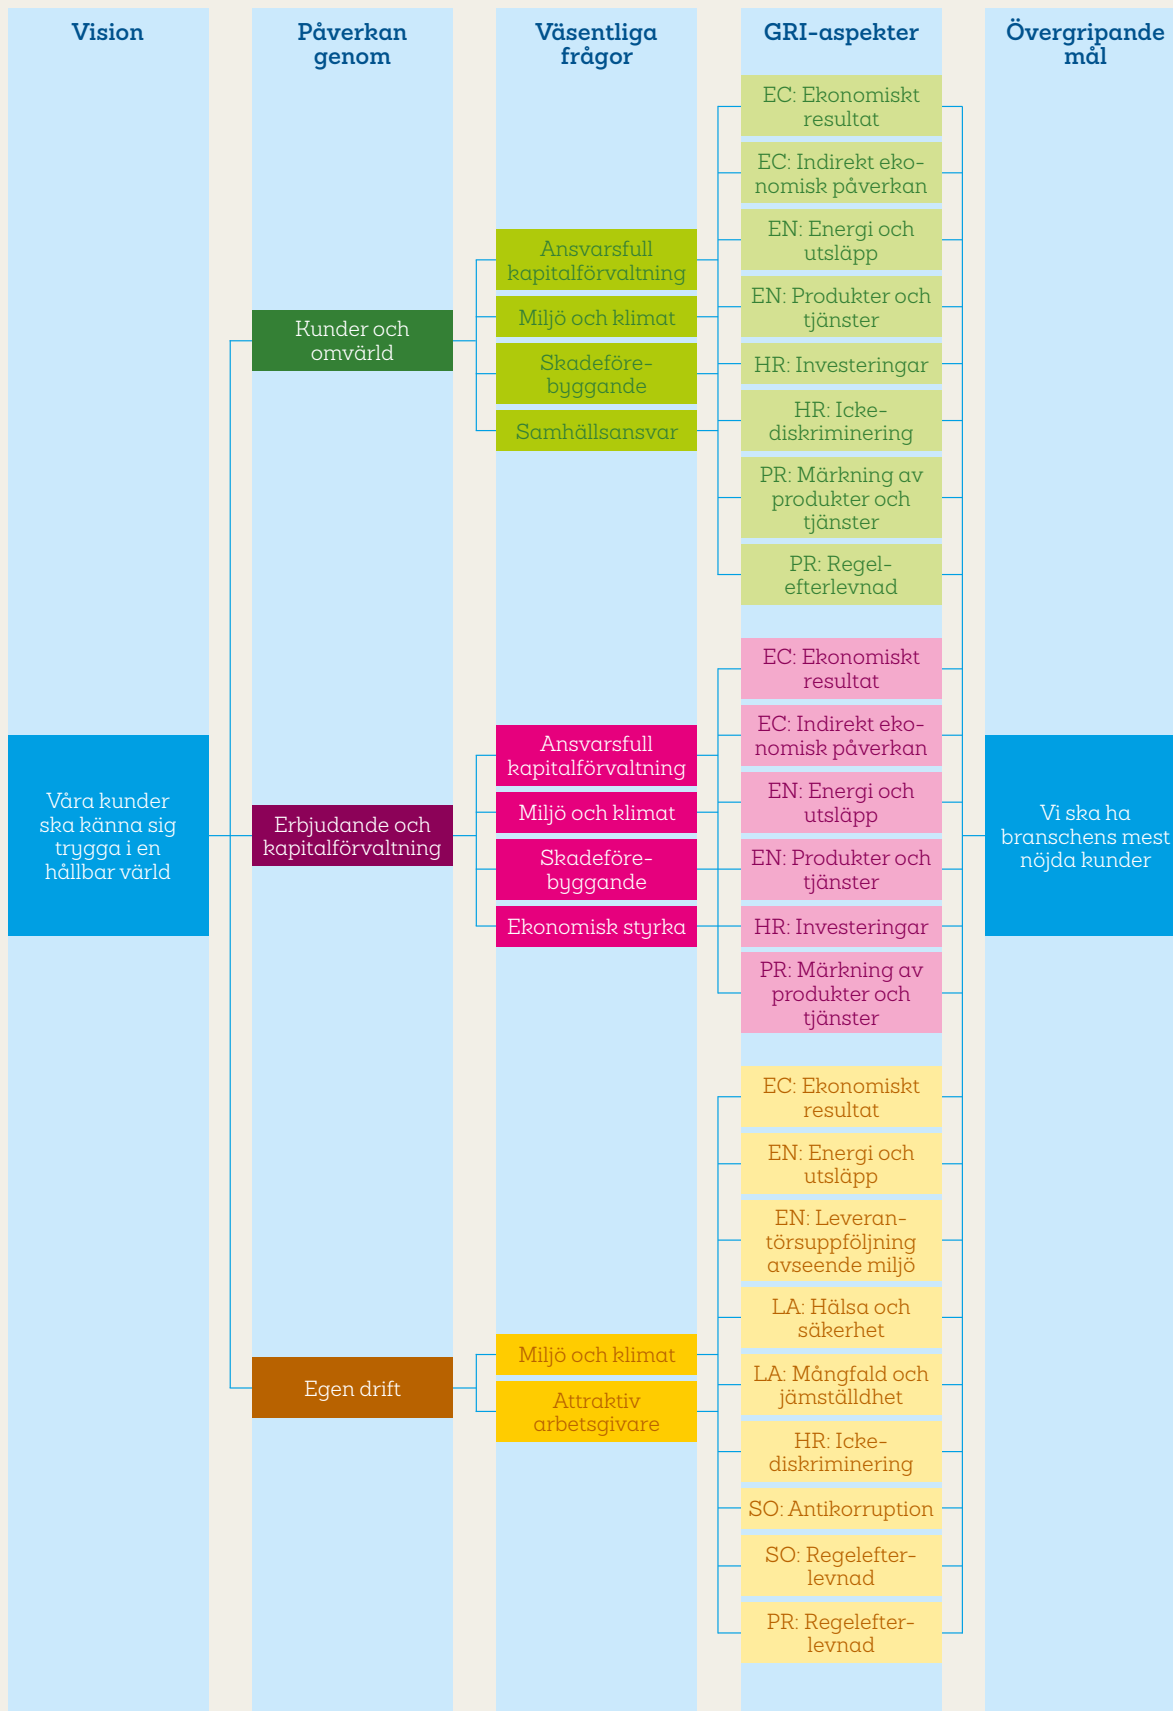 Vision
Våra kunder
ska känna sig
trygga i en
hållbar värld
Påverkan
genom
Kunder och
omvärld
Erbjudande och
kapitalförvaltning
Egen drift
Väsentliga
frågor
Ansvarsfull
kapitalförvaltning
Miljö och klimat
Skadeföre-
byggande
Samhällsansvar
Ansvarsfull
kapitalförvaltning
Miljö och klimat
Skadeföre-
byggande
Ekonomisk styrka
Miljö och klimat
Attraktiv
arbetsgivare
GRI-aspekter
EC: Ekonomiskt
resultat
EC: Indirekt eko-
nomisk påverkan
EN: Energi och
utsläpp
EN: Produkter och
tjänster
HR: Investeringar
HR: Icke-
diskriminering
PR: Märkning av
produkter och
tjänster
PR: Regel-
efterlevnad
EC: Ekonomiskt
resultat
EC: Indirekt eko-
nomisk påverkan
EN: Energi och
utsläpp
EN: Produkter och
tjänster
HR: Investeringar
PR: Märkning av
produkter och
tjänster
EC: Ekonomiskt
resultat
EN: Energi och
utsläpp
EN: Leveran-
törsuppföljning
avseende miljö
LA: Hälsa och
säkerhet
LA: Mångfald och
jämställdhet
HR: Icke-
diskriminering
SO: Antikorruption
SO: Regelefter-
levnad
PR: Regelefter-
levnad
Övergripande
mål
Vi ska ha
branschens mest
nöjda kunder